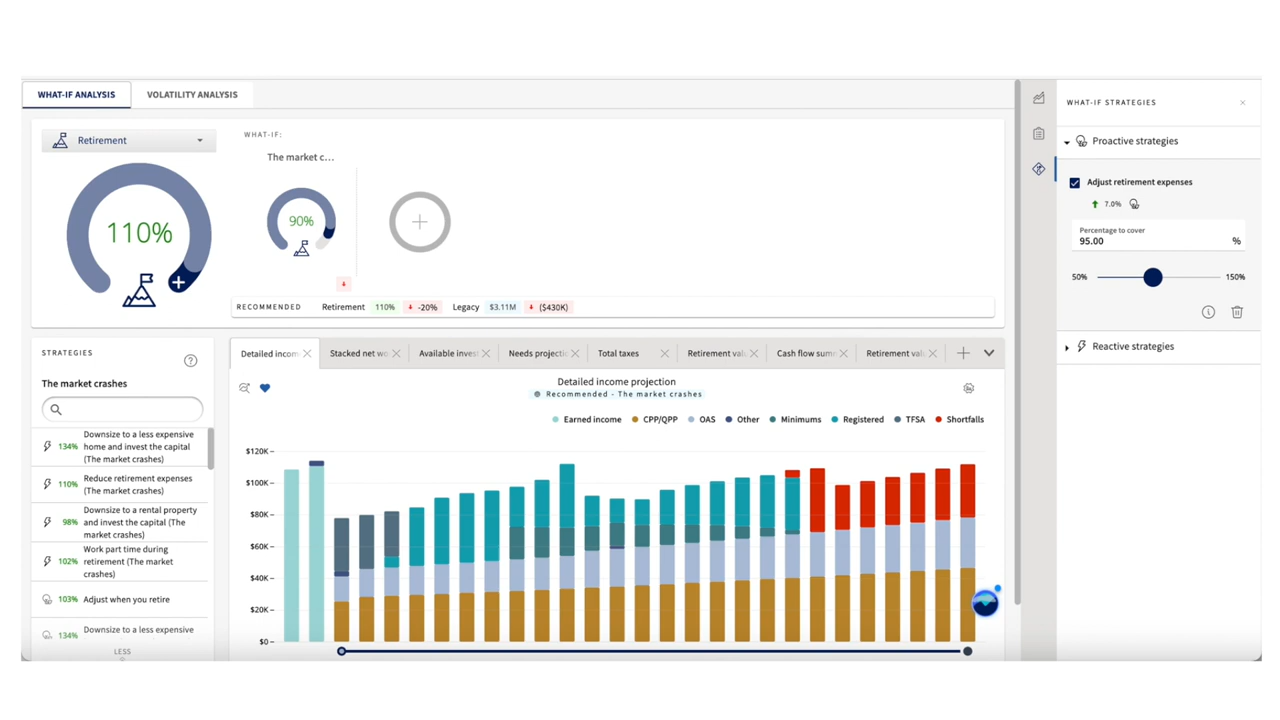 WHAT-IF ANALYSIS
VOLATILITY ANALYSIS
Retirement
110%
WHAT-IF:
The market c...
90%
RECOMMENDED Retirement 110% -20% Legacy $3.11M ($430K)
STRATEGIES
The market crashes
134% Downsize to a less expensive
home and invest the capital
(The market crashes)
110% Reduce retirement expenses
(The market crashes)
98% Downsize to a rental property
and invest the capital (The
market crashes)
102% Work part time during
retirement (The market
crashes)
103% Adjust when you retire
134% Downsize to a less expensive
LESS
Detailed incom
Stacked net wo
Available invest
Needs projectio
Total taxes
Retirement valu
Cash flow sum
Retirement valu
Detailed income projection
Recommended - The market crashes
Earned income CPP/QPP OAS Other Minimums Registered TFSA Shortfalls
$120K
$100K
$80K
$60K
$40K
$20K
$0
WHAT-IF STRATEGIES
Proactive strategies
Adjust retirement expenses
7.0%
Percentage to cover
95.00 %
50% 150%
Reactive strategies